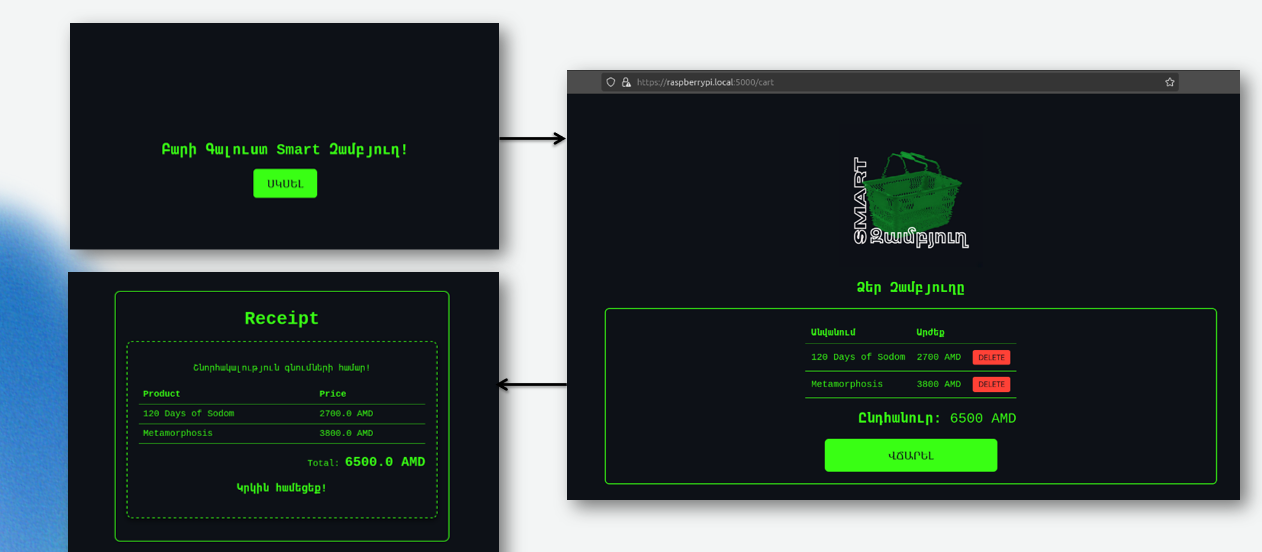 Բարի Գալուստ Smart Զամբյուղ!
ՍԿՍԵԼ
https://raspberrypi.local:5000/cart
SMART
Զամբյուղ
Ձեր Զամբյուղը
Անվանում Արժեք
120 Days of Sodom 2700 AMD DELETE
Metamorphosis 3800 AMD DELETE
Ընդհանուր: 6500 AMD
ՎՃԱՐԵԼ
Receipt
Շնորհակալություն գնումների համար!
Product Price
120 Days of Sodom 2700.0 AMD
Metamorphosis 3800.0 AMD
Total: 6500.0 AMD
Կրկին համեցեք!